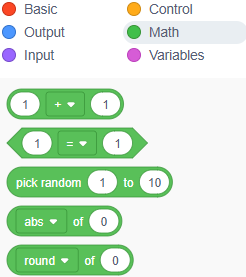 Basic Control
Output Math
Input Variables
1 + 1
1 = 1
pick random 1 to 10
abs of 0
round of 0